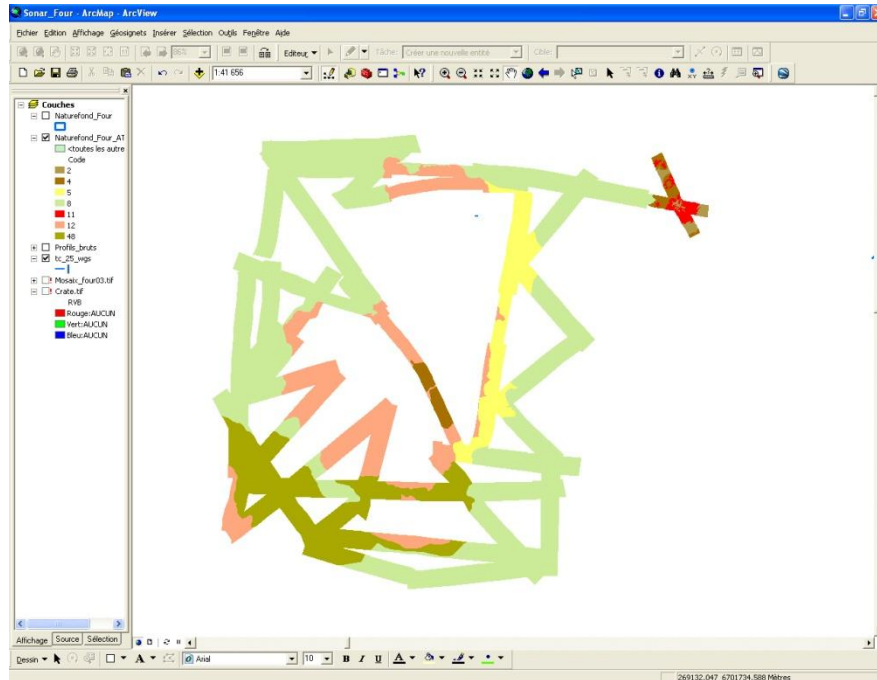 Sonar_Four - ArcMap - ArcView
Fichier Edition Affichage Géosignets Insérer Sélection Outils Fenêtre Aide
86% Editeur Tâche: Créer une nouvelle entité Cible:
1:41 656
Couches
Naturefond_Four
Naturefond_Four_AT
<toutes les autre
Code
2
4
5
8
11
12
48
Profils_bruts
tc_25_wgs
Mosaix_four03.tif
Crate.tif
RVB
Rouge:AUCUN
Vert:AUCUN
Bleu:AUCUN
Affichage Source Sélection
Dessin A Arial 10 B I U A
269132.047 6701734.588 Mètres